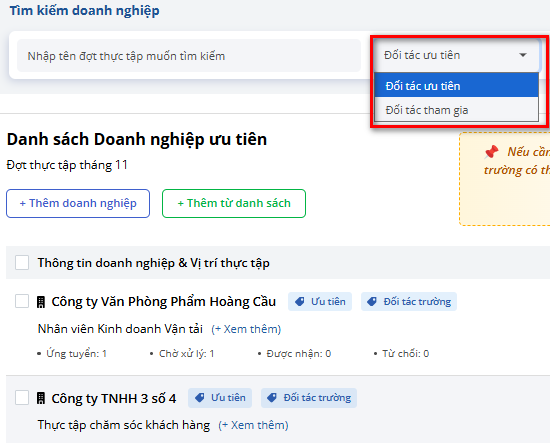 Tìm kiếm doanh nghiệp
Nhập tên đợt thực tập muốn tìm kiếm
Đối tác ưu tiên
Đối tác ưu tiên
Đối tác tham gia
Danh sách Doanh nghiệp ưu tiên
Đợt thực tập tháng 11
Nếu cần
trường có th
+ Thêm doanh nghiệp + Thêm từ danh sách
Thông tin doanh nghiệp & Vị trí thực tập
Công ty Văn Phòng Phẩm Hoàng Cầu Ưu tiên Đối tác trường
Nhân viên Kinh doanh Vận tải (+ Xem thêm)
• Ứng tuyển: 1 • Chờ xử lý: 1 • Được nhận: 0 • Từ chối: 0
Công ty TNHH 3 số 4 Ưu tiên Đối tác trường
Thực tập chăm sóc khách hàng (+ Xem thêm)